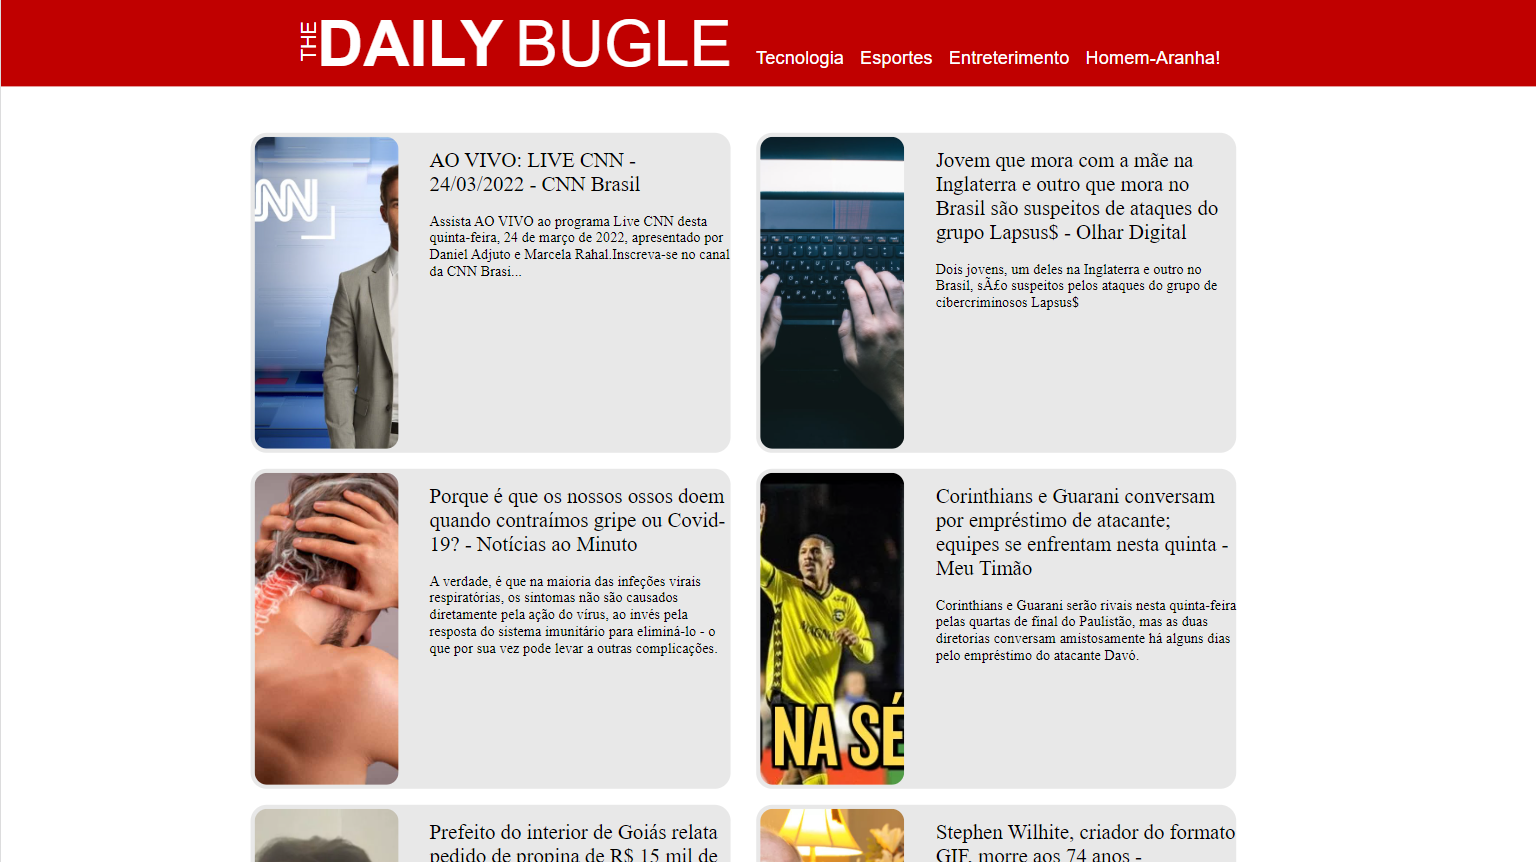 THE DAILY BUGLE
Tecnologia Esportes Entreterimento Homem-Aranha!
NN
AO VIVO: LIVE CNN -
24/03/2022 - CNN Brasil
Assista AO VIVO ao programa Live CNN desta
quinta-feira, 24 de março de 2022, apresentado por
Daniel Adjuto e Marcela Rahal.Inscreva-se no canal
da CNN Brasi...
Jovem que mora com a mãe na
Inglaterra e outro que mora no
Brasil são suspeitos de ataques do
grupo Lapsus$ - Olhar Digital
Dois jovens, um deles na Inglaterra e outro no
Brasil, sÃ£o suspeitos pelos ataques do grupo de
cibercriminosos Lapsus$
Porque é que os nossos ossos doem
quando contraímos gripe ou Covid-
19? - Notícias ao Minuto
A verdade, é que na maioria das infeções virais
respiratórias, os sintomas não são causados
diretamente pela ação do vírus, ao invés pela
resposta do sistema imunitário para eliminá-lo - o
que por sua vez pode levar a outras complicações.
NA SÉ
Corinthians e Guarani conversam
por empréstimo de atacante;
equipes se enfrentam nesta quinta -
Meu Timão
Corinthians e Guarani serão rivais nesta quinta-feira
pelas quartas de final do Paulistão, mas as duas
diretorias conversam amistosamente há alguns dias
pelo empréstimo do atacante Davó.
Prefeito do interior de Goiás relata
pedido de propina de R$ 15 mil de
Stephen Wilhite, criador do formato
GIF, morre aos 74 anos -